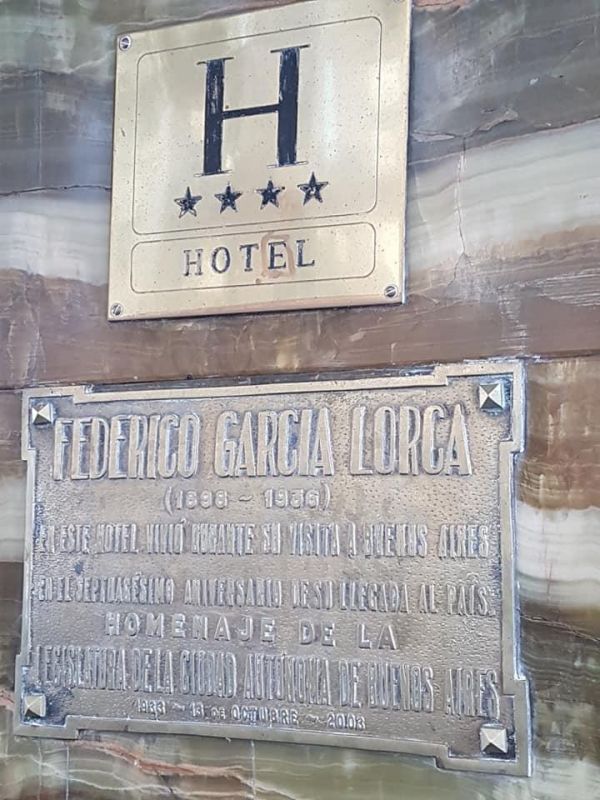 H
HOTEL
FEDERICO GARCIA LORCA
(1898 - 1936)
EN ESTE HOTEL VIVIÓ DURANTE SU VISITA A BUENOS AIRES
EN EL SEPTUAGÉSIMO ANIVERSARIO DE SU LLEGADA AL PAÍS.
HOMENAJE DE LA
LEGISLATURA DE LA CIUDAD AUTÓNOMA DE BUENOS AIRES
1933 - 13 DE OCTUBRE - 2003